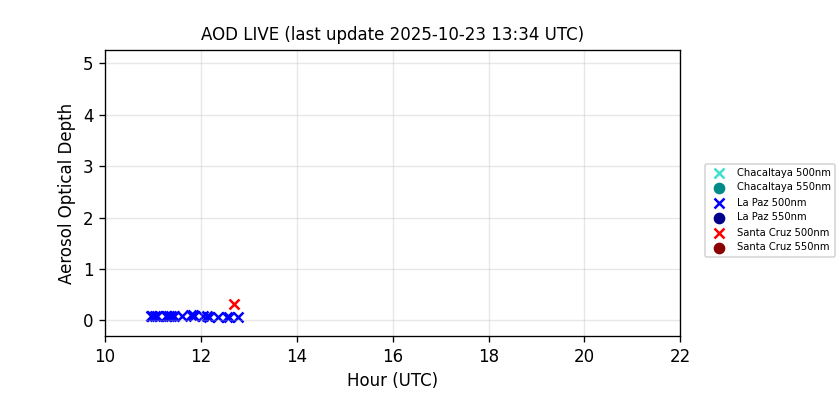 AOD LIVE (last update 2025-10-23 13:34 UTC)
Aerosol Optical Depth
5
4
3
2
1
0
10 12 14 16 18 20 22
Hour (UTC)
Chacaltaya 500nm
Chacaltaya 550nm
La Paz 500nm
La Paz 550nm
Santa Cruz 500nm
Santa Cruz 550nm